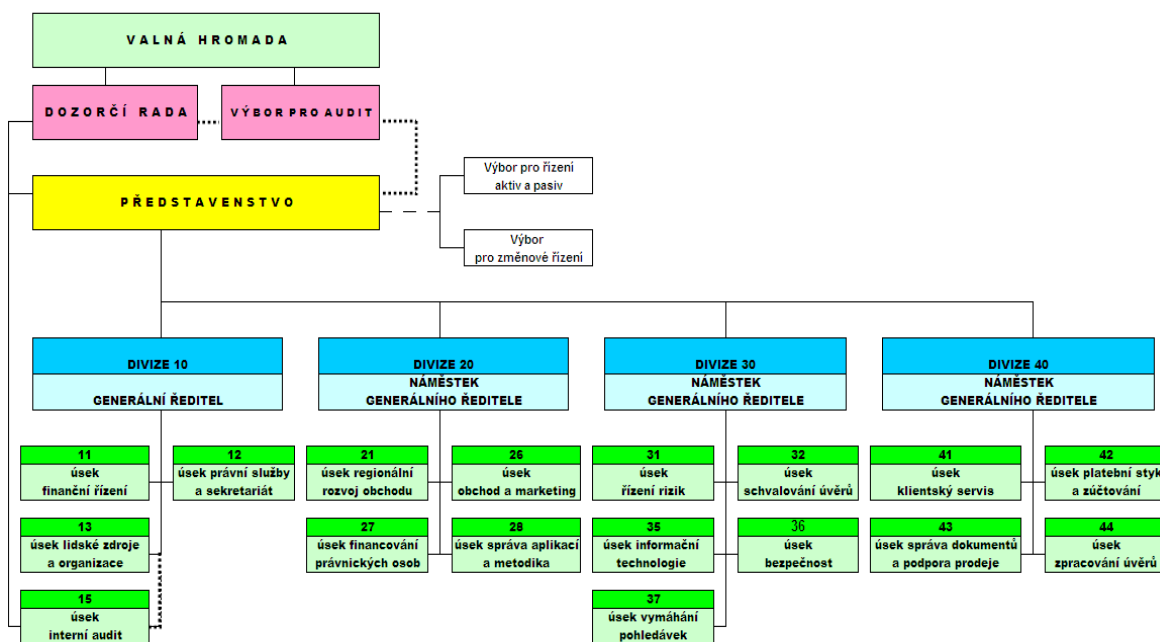 VALNÁ HROMADA
DOZORČÍ RADA
VÝBOR PRO AUDIT
Výbor pro řízení
aktiv a pasiv
PŘEDSTAVENSTVO
Výbor
pro změnové řízení
DIVIZE 10
GENERÁLNÍ ŘEDITEL
DIVIZE 20
NÁMĚSTEK
GENERÁLNÍHO ŘEDITELE
DIVIZE 30
NÁMĚSTEK
GENERÁLNÍHO ŘEDITELE
DIVIZE 40
NÁMĚSTEK
GENERÁLNÍHO ŘEDITELE
11
úsek
finanční řízení
12
úsek právní služby
a sekretariát
21
úsek regionální
rozvoj obchodu
26
úsek
obchod a marketing
31
úsek
řízení rizik
32
úsek
schvalování úvěrů
41
úsek
klientský servis
42
úsek platební styk
a zúčtování
13
úsek lidské zdroje
a organizace
27
úsek financování
právnických osob
28
úsek správa aplikací
a metodika
35
úsek informační
technologie
36
úsek
bezpečnost
43
úsek správa dokumentů
a podpora prodeje
44
úsek
zpracování úvěrů
15
úsek
interní audit
37
úsek vymáhání
pohledávek